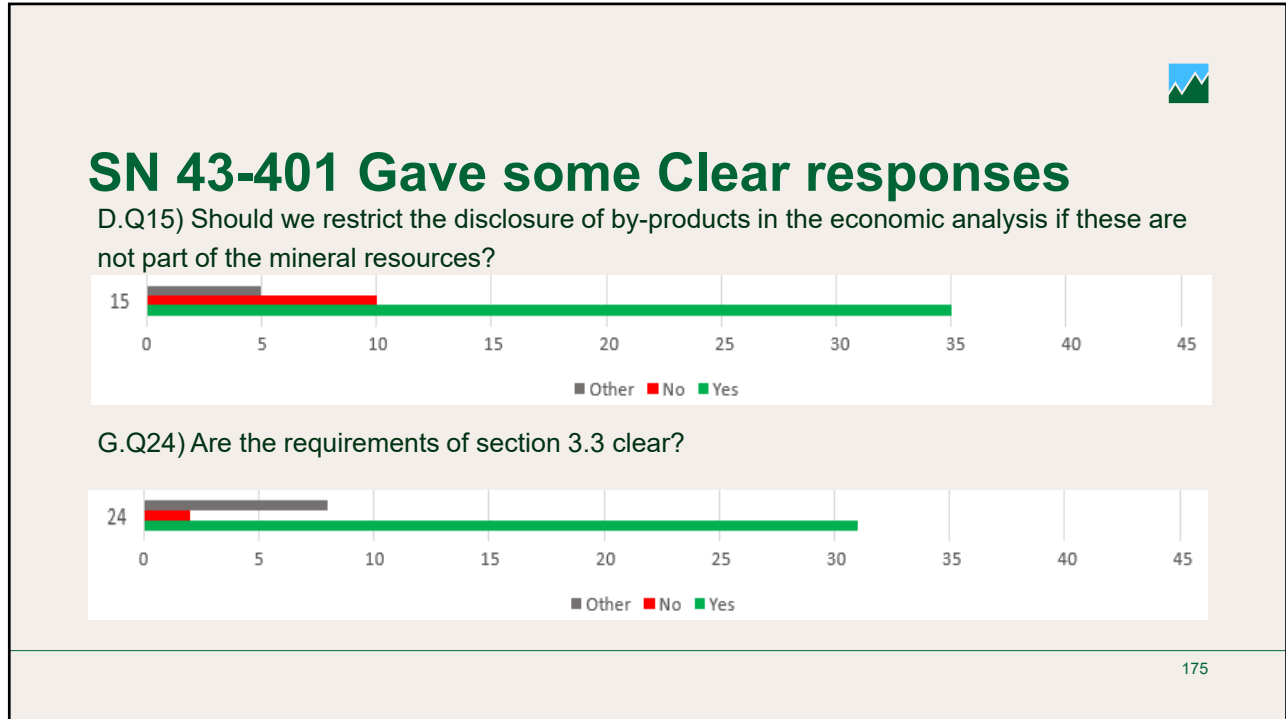 SN 43-401 Gave some Clear responses
D.Q15) Should we restrict the disclosure of by-products in the economic analysis if these are
not part of the mineral resources?
15
0 5 10 15 20 25 30 35 40 45
Other No Yes
G.Q24) Are the requirements of section 3.3 clear?
24
0 5 10 15 20 25 30 35 40 45
Other No Yes
175